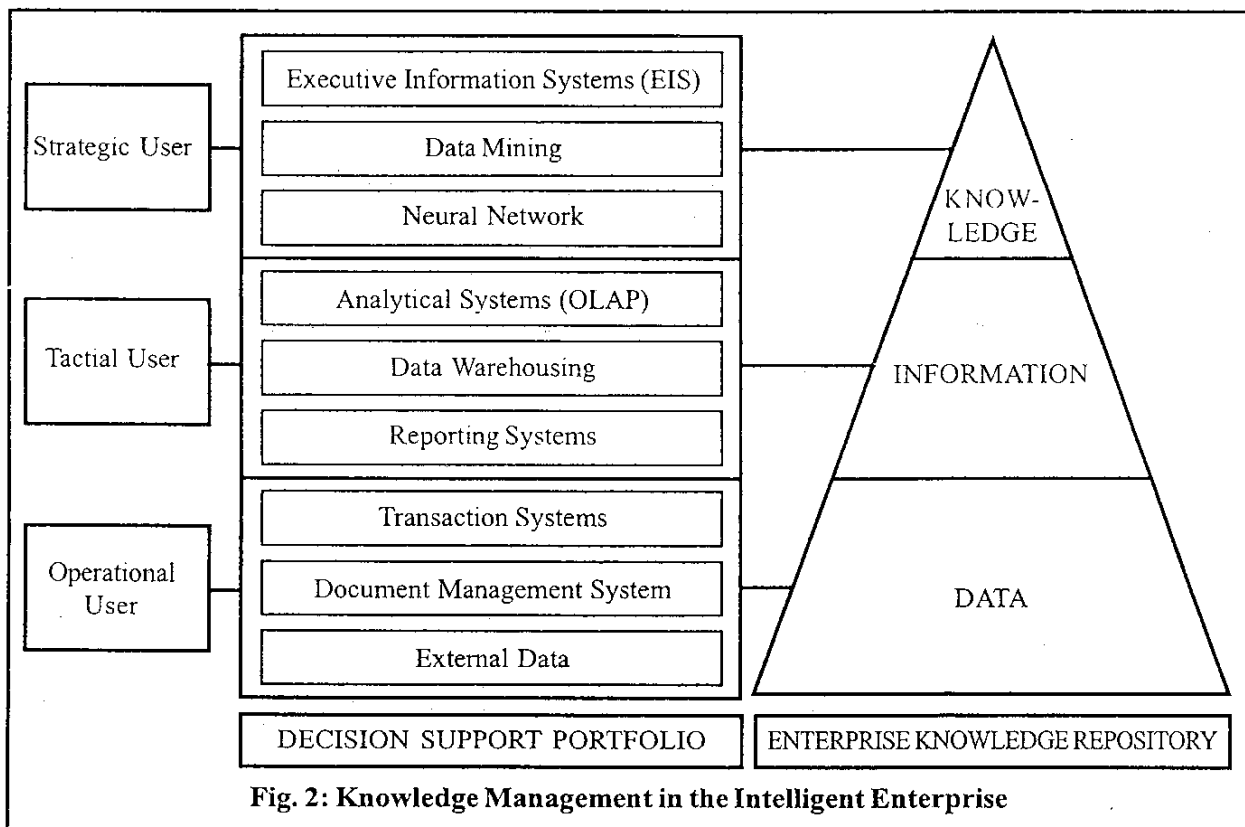 Strategic User
Executive Information Systems (EIS)
Data Mining
Neural Network
KNOW-
LEDGE
Tactial User
Analytical Systems (OLAP)
Data Warehousing
Reporting Systems
INFORMATION
Operational
User
Transaction Systems
Document Management System
External Data
DATA
DECISION SUPPORT PORTFOLIO
ENTERPRISE KNOWLEDGE REPOSITORY
Fig. 2: Knowledge Management in the Intelligent Enterprise